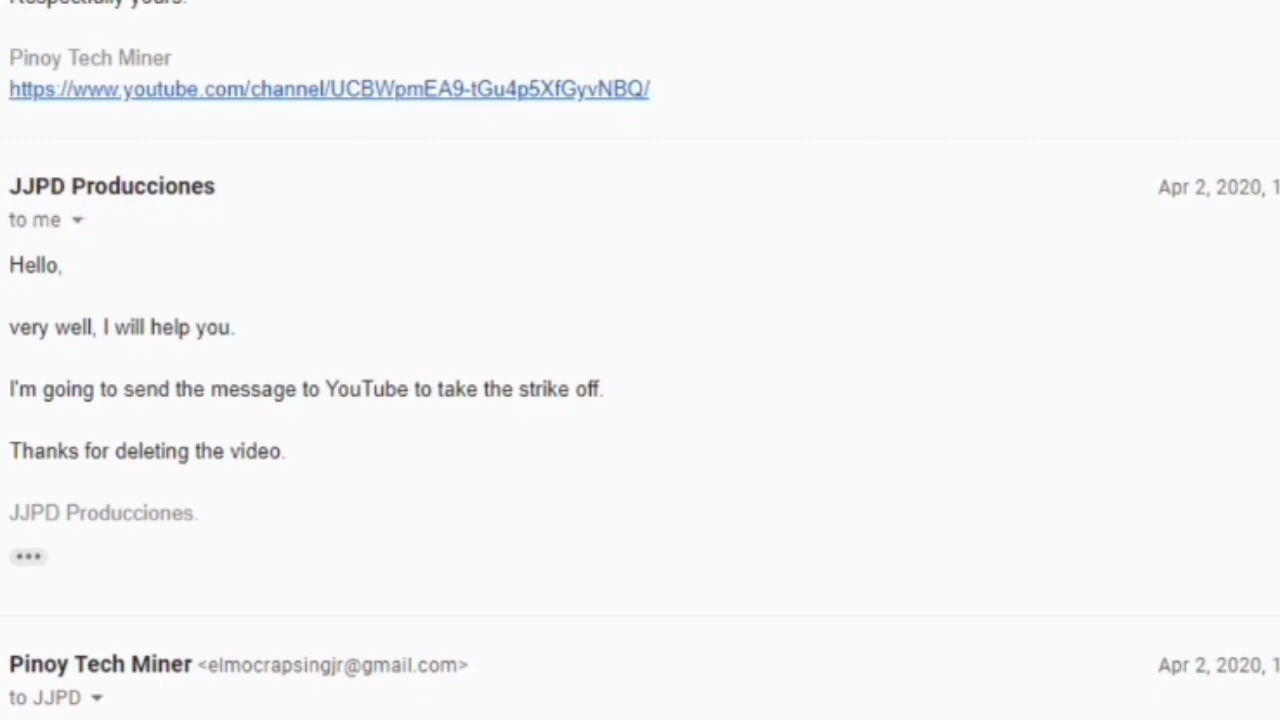 Respectfully yours.
Pinoy Tech Miner
https://www.youtube.com/channel/UCBWpmEA9-tGu4p5XfGyvNBQ/
JJPD Producciones
Apr 2, 2020, 1
to me
Hello,
very well, I will help you.
I'm going to send the message to YouTube to take the strike off.
Thanks for deleting the video.
JJPD Producciones.
Pinoy Tech Miner <elmocrapsingjr@gmail.com>
Apr 2, 2020, 1
to JJPD